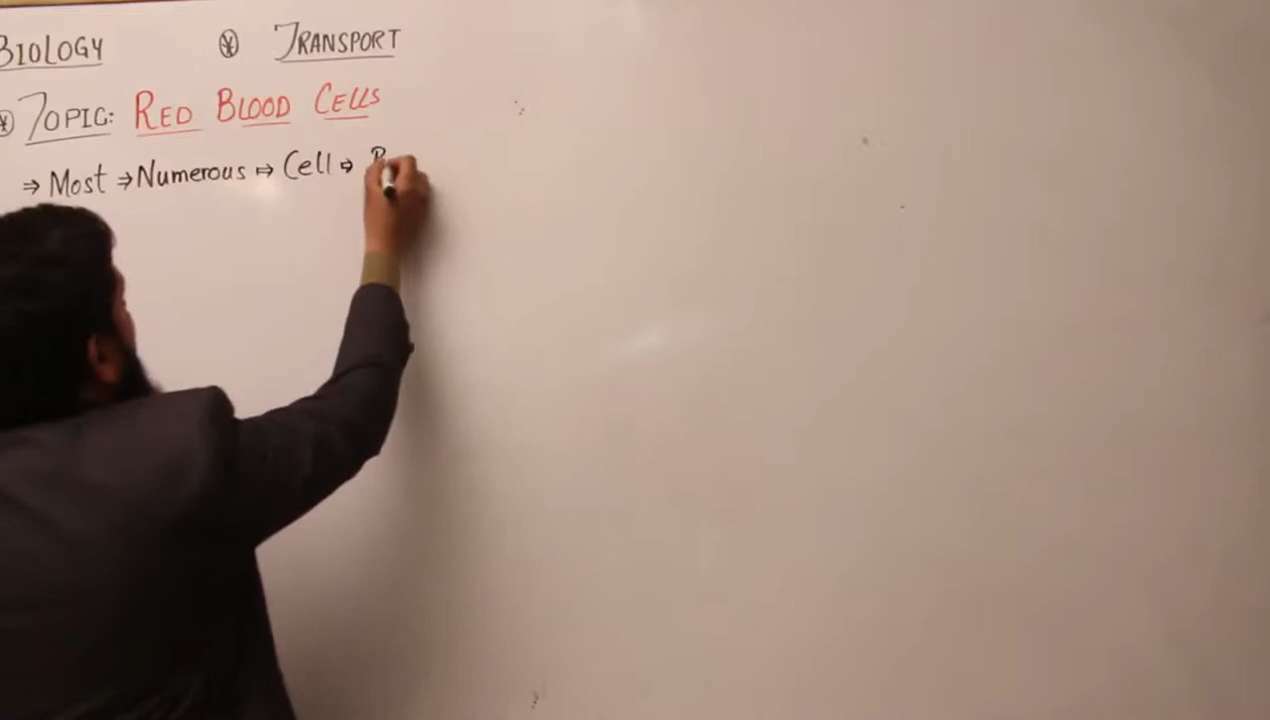 BIOLOGY TRANSPORT
TOPIC: RED BLOOD CELLS
⇒ Most ⇒ Numerous ⇒ Cell ⇒